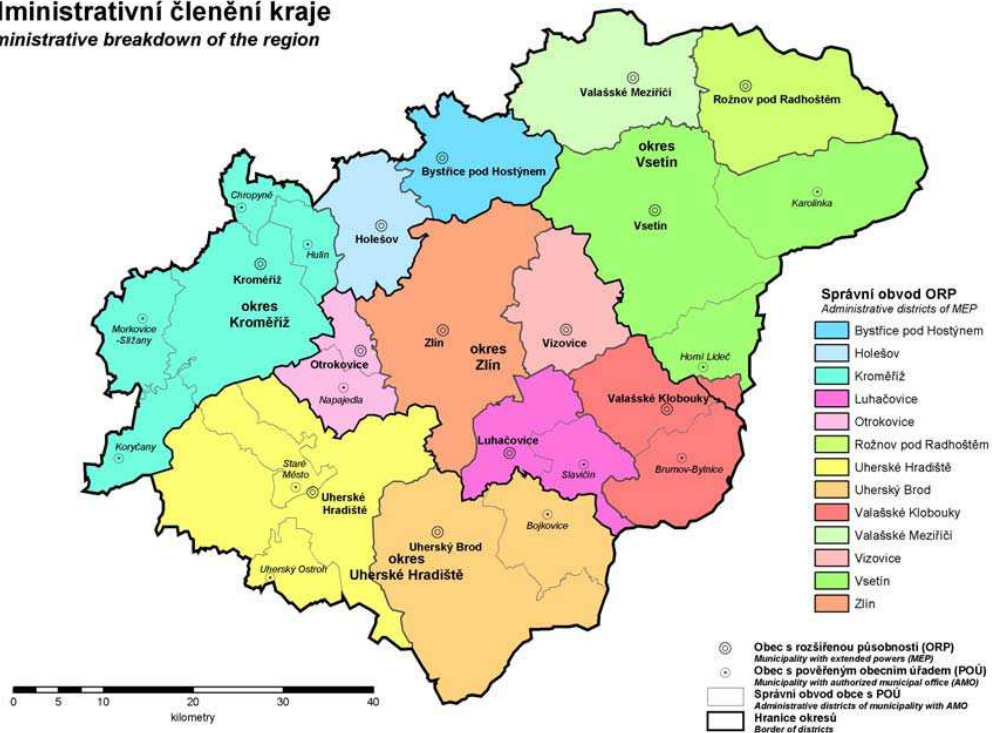 dministrativní členění kraje
ministrative breakdown of the region
Valašské Meziříčí
Rožnov pod Radhoštěm
okres
Vsetín
Bystřice pod Hostýnem
Chropyně
Karolinka
Vsetín
Holešov
Hulín
Kroměříž
okres
Kroměříž
Morkovice
-Slížany
Zlín
okres
Zlín
Vizovice
Otrokovice
Napajedla
Horní Lideč
Valašské Klobouky
Luhačovice
Koryčany
Staré
Město
Slavičín
Brumov-Bylnice
Uherské
Hradiště
Bojkovice
Uherský Brod
okres
Uherské Hradiště
Uherský Ostroh
Správní obvod ORP
Administrative districts of MEP
Bystřice pod Hostýnem
Holešov
Kroměříž
Luhačovice
Otrokovice
Rožnov pod Radhoštěm
Uherské Hradiště
Uherský Brod
Valašské Klobouky
Valašské Meziříčí
Vizovice
Vsetín
Zlín
Obec s rozšířenou působností (ORP)
Municipality with extended powers (MEP)
Obec s pověřeným obecním úřadem (POÚ)
Municipality with authorized municipal office (AMO)
Správní obvod obce s POÚ
Administrative districts of municipality with AMO
Hranice okresů
Border of districts
0 5 10 20 30 40
kilometry